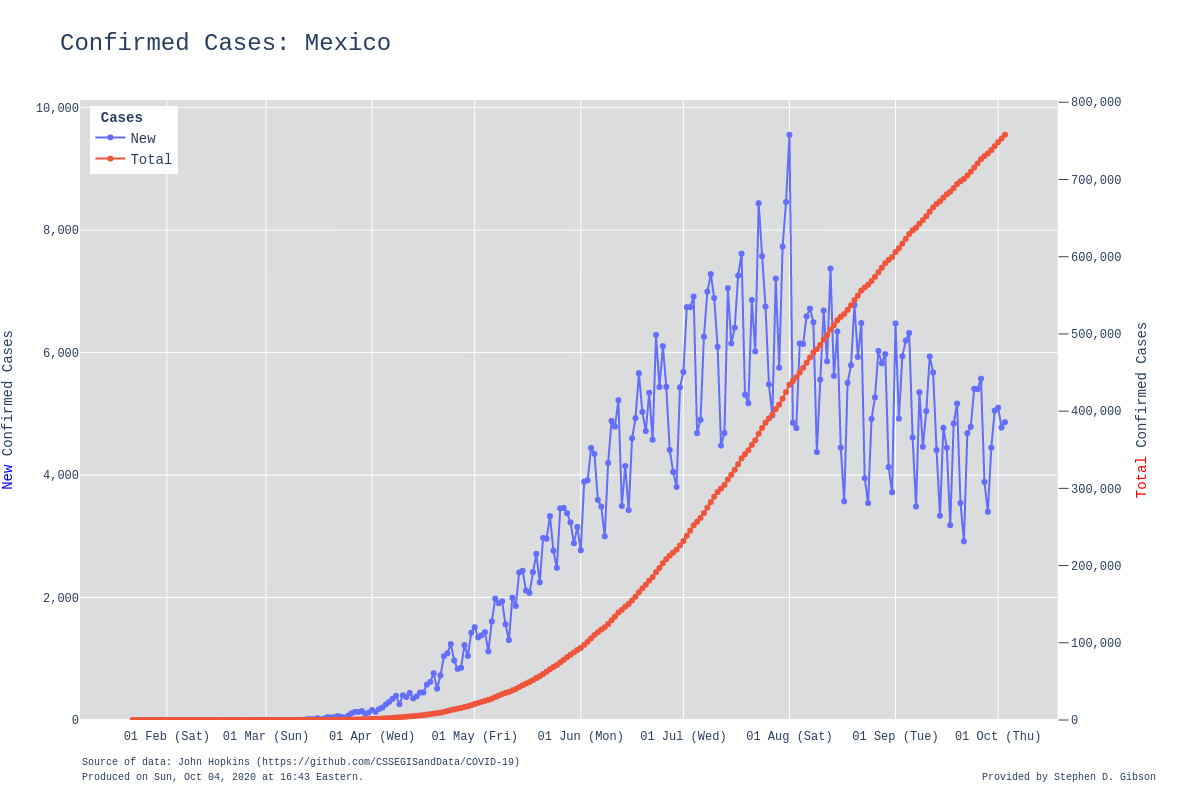 Confirmed Cases: Mexico
Cases
New
Total
10,000
8,000
6,000
4,000
2,000
0
800,000
700,000
600,000
500,000
400,000
300,000
200,000
100,000
0
New Confirmed Cases
Total Confirmed Cases
01 Feb (Sat)
01 Mar (Sun)
01 Apr (Wed)
01 May (Fri)
01 Jun (Mon)
01 Jul (Wed)
01 Aug (Sat)
01 Sep (Tue)
01 Oct (Thu)
Source of data: John Hopkins (https://github.com/CSSEGISandData/COVID-19)
Produced on Sun, Oct 04, 2020 at 16:43 Eastern.
Provided by Stephen D. Gibson